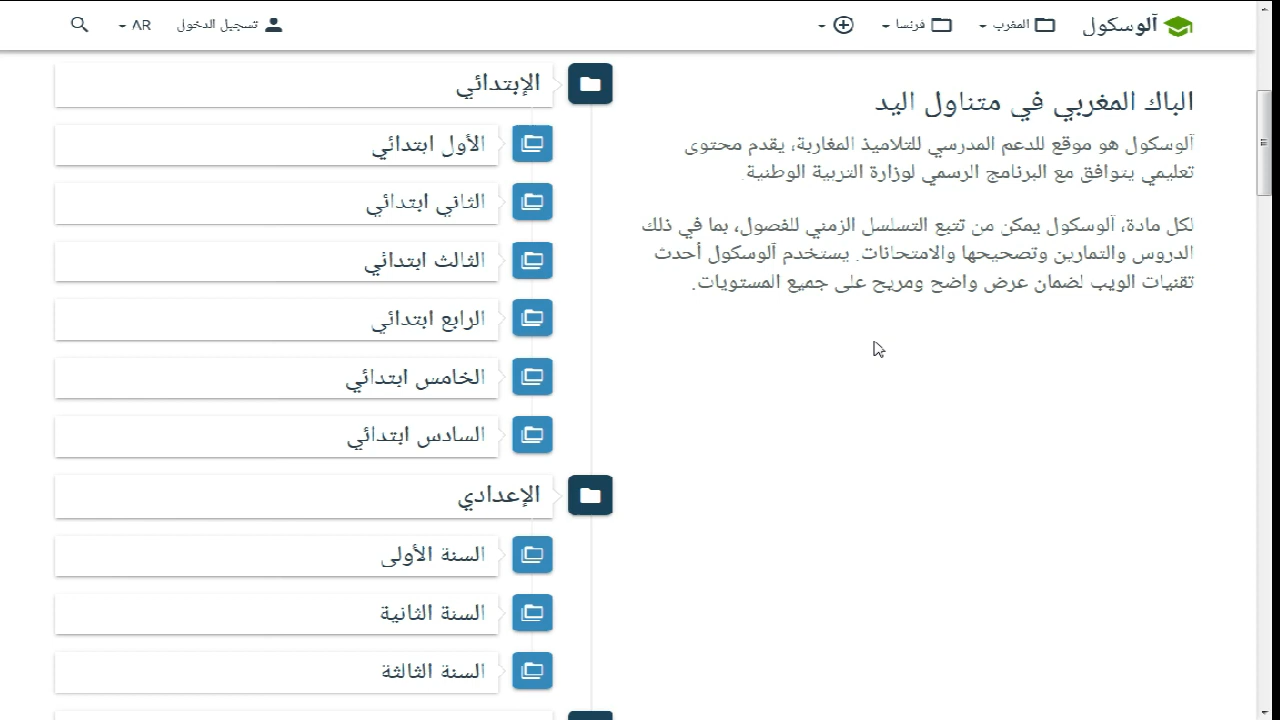 آلوسكول
المغرب
فرنسا
تسجيل الدخول
AR
الباك المغربي في متناول اليد
آلوسكول هو موقع للدعم المدرسي للتلاميذ المغاربة، يقدم محتوى
تعليمي يتوافق مع البرنامج الرسمي لوزارة التربية الوطنية.
لكل مادة، آلوسكول يمكن من تتبع التسلسل الزمني للفصول، بما في ذلك
الدروس والتمارين وتصحيحها والامتحانات. يستخدم آلوسكول أحدث
تقنيات الويب لضمان عرض واضح ومريح على جميع المستويات.
الإبتدائي
الأول ابتدائي
الثاني ابتدائي
الثالث ابتدائي
الرابع ابتدائي
الخامس ابتدائي
السادس ابتدائي
الإعدادي
السنة الأولى
السنة الثانية
السنة الثالثة